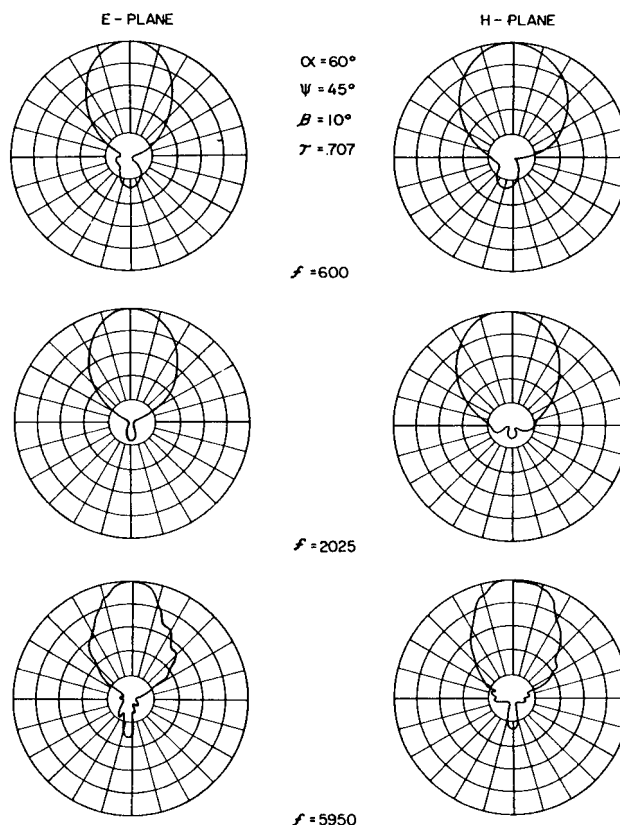 E - PLANE
H - PLANE
α = 60°
Ψ = 45°
β = 10°
τ = .707
f = 600
f = 2025
f = 5950